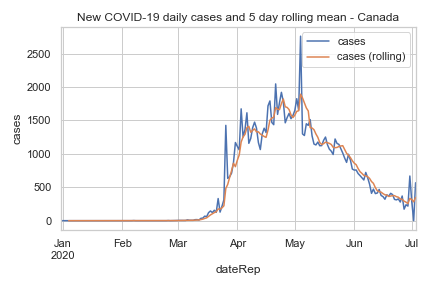 New COVID-19 daily cases and 5 day rolling mean - Canada
cases
cases (rolling)
2500
2000
1500
1000
500
0
cases
Jan
2020
Feb
Mar
Apr
May
Jun
Jul
dateRep